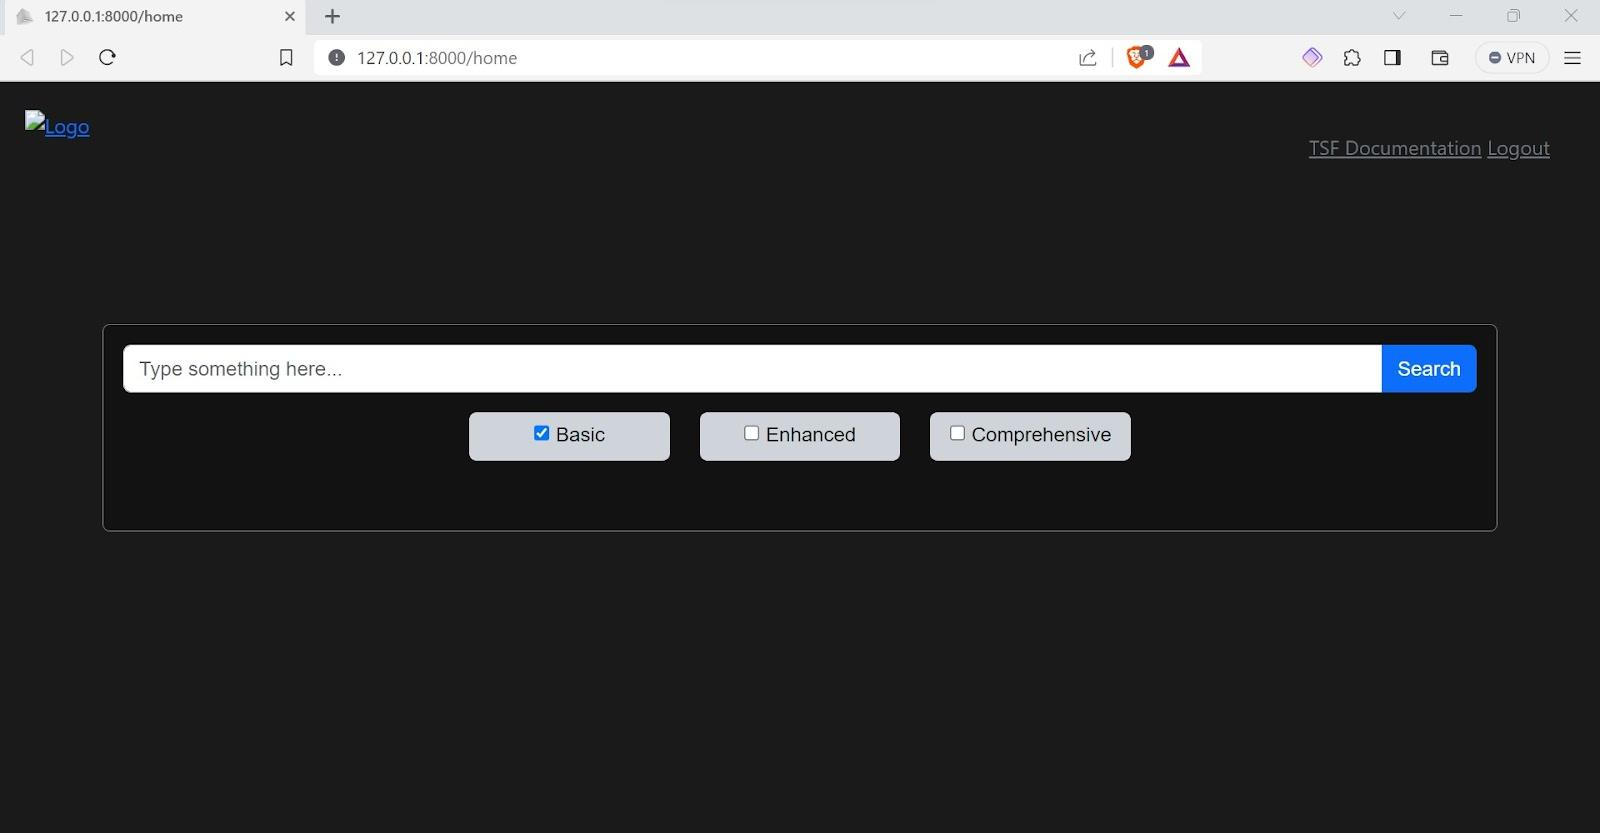 127.0.0.1:8000/home
127.0.0.1:8000/home
1
VPN
Logo
TSF Documentation Logout
Type something here...
Search
Basic
Enhanced
Comprehensive